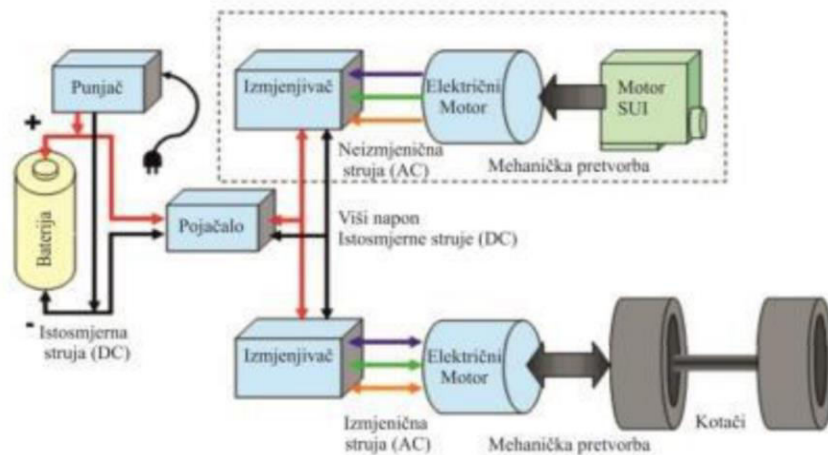 Punjač
+
Baterija
-
Istosmjerna
struja (DC)
Pojačalo
Izmjenjivač
Električni
Motor
Motor
SUI
Neizmjenična
struja (AC)
Mehanička pretvorba
Viši napon
Istosmjerne struje (DC)
Izmjenjivač
Električni
Motor
Izmjenična
struja (AC)
Mehanička pretvorba
Kotači